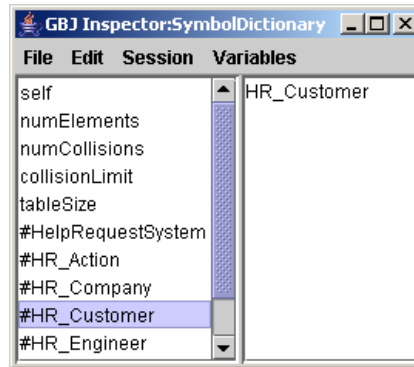 GBJ Inspector:SymbolDictionary
File Edit Session Variables
self
numElements
numCollisions
collisionLimit
tableSize
#HelpRequestSystem
#HR_Action
#HR_Company
#HR_Customer
#HR_Engineer
HR_Customer